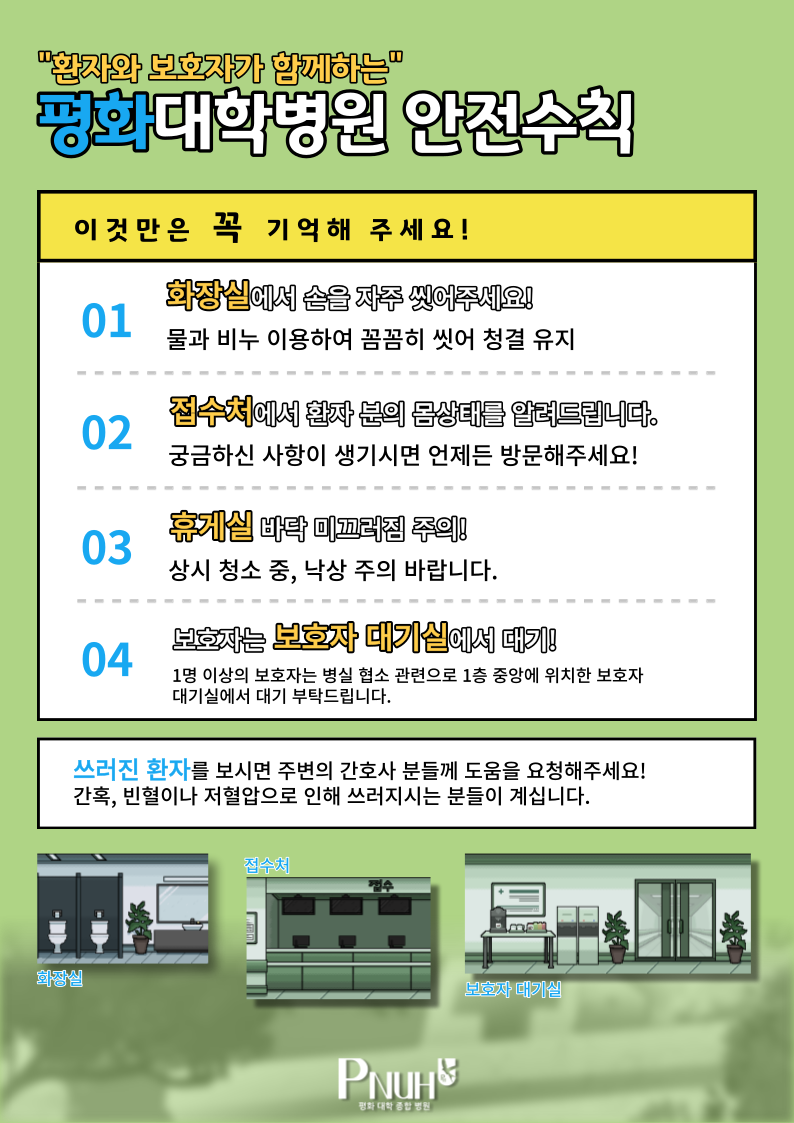 "환자와 보호자가 함께하는"
평화대학병원 안전수칙
이것만은 꼭 기억해 주세요!
01
화장실에서 손을 자주 씻어주세요!
물과 비누 이용하여 꼼꼼히 씻어 청결 유지
02
접수처에서 환자 분의 몸상태를 알려드립니다.
궁금하신 사항이 생기시면 언제든 방문해주세요!
03
휴게실 바닥 미끄러짐 주의!
상시 청소 중, 낙상 주의 바랍니다.
04
보호자는 보호자 대기실에서 대기!
1명 이상의 보호자는 병실 협소 관련으로 1층 중앙에 위치한 보호자
대기실에서 대기 부탁드립니다.
쓰러진 환자를 보시면 주변의 간호사 분들께 도움을 요청해주세요!
간혹, 빈혈이나 저혈압으로 인해 쓰러지시는 분들이 계십니다.
접수처
접수
화장실
보호자 대기실
PNUH
평화 대학 종합 병원